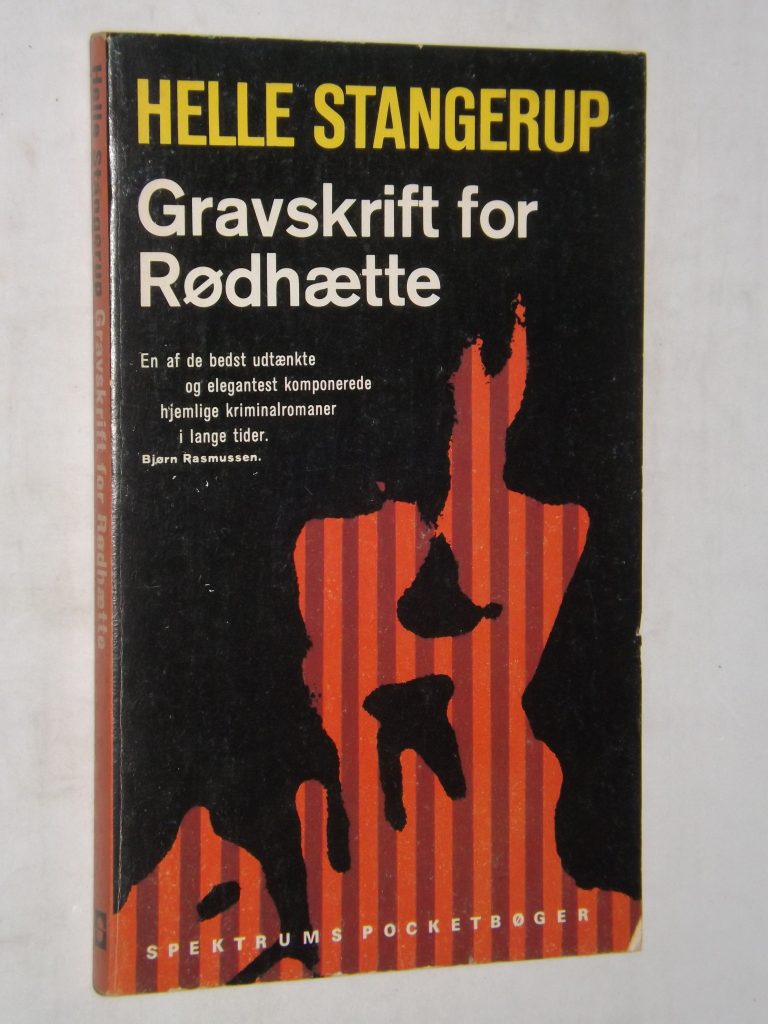 HELLE STANGERUP
Gravskrift for
Rødhætte
En af de bedst udtænkte
og elegantest komponerede
hjemlige kriminalromaner
i lange tider.
Bjørn Rasmussen.
SPEKTRUMS POCKETBØGER
Helle Stangerup Gravskrift for Rødhætte
S